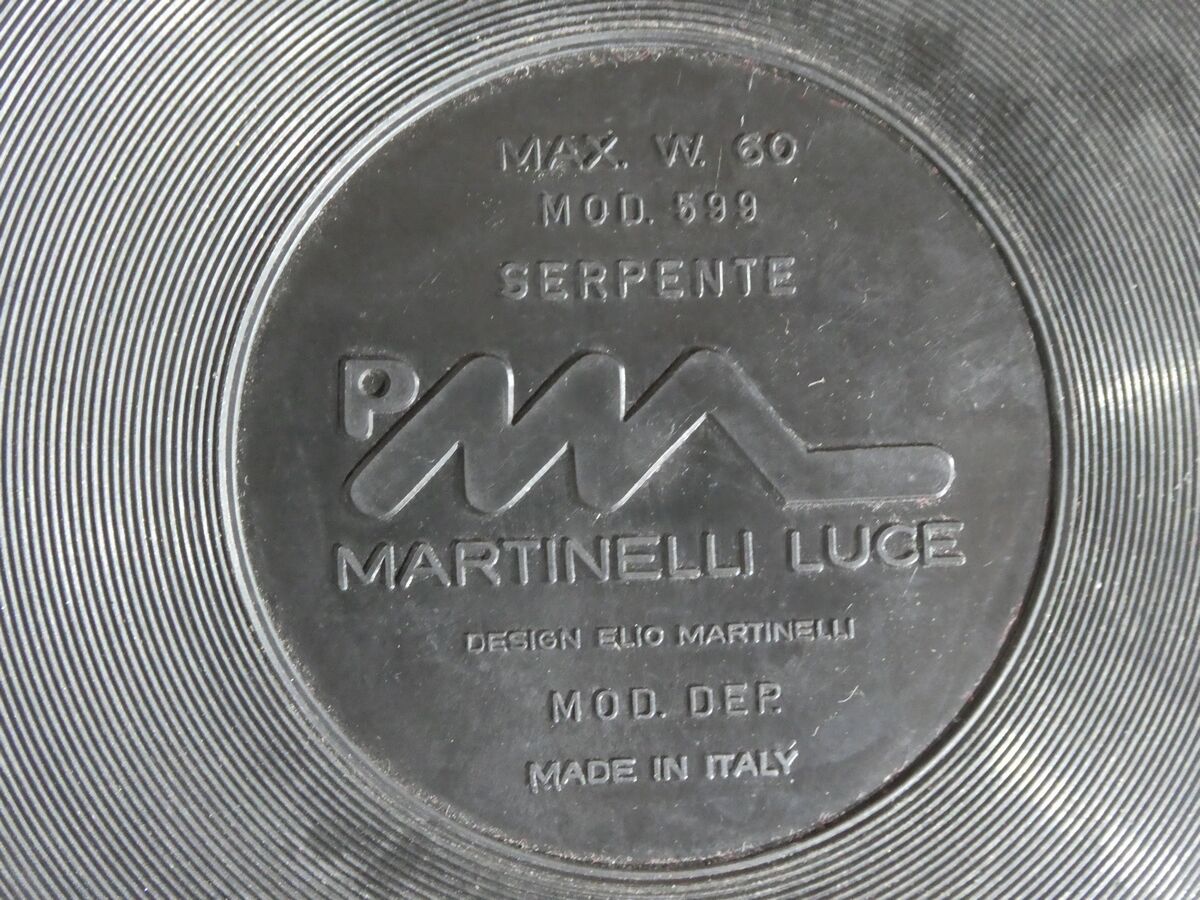 MAX. W. 60
MOD. 599
SERPENTE
P
MARTINELLI LUCE
DESIGN ELIO MARTINELLI
MOD. DEP.
MADE IN ITALY